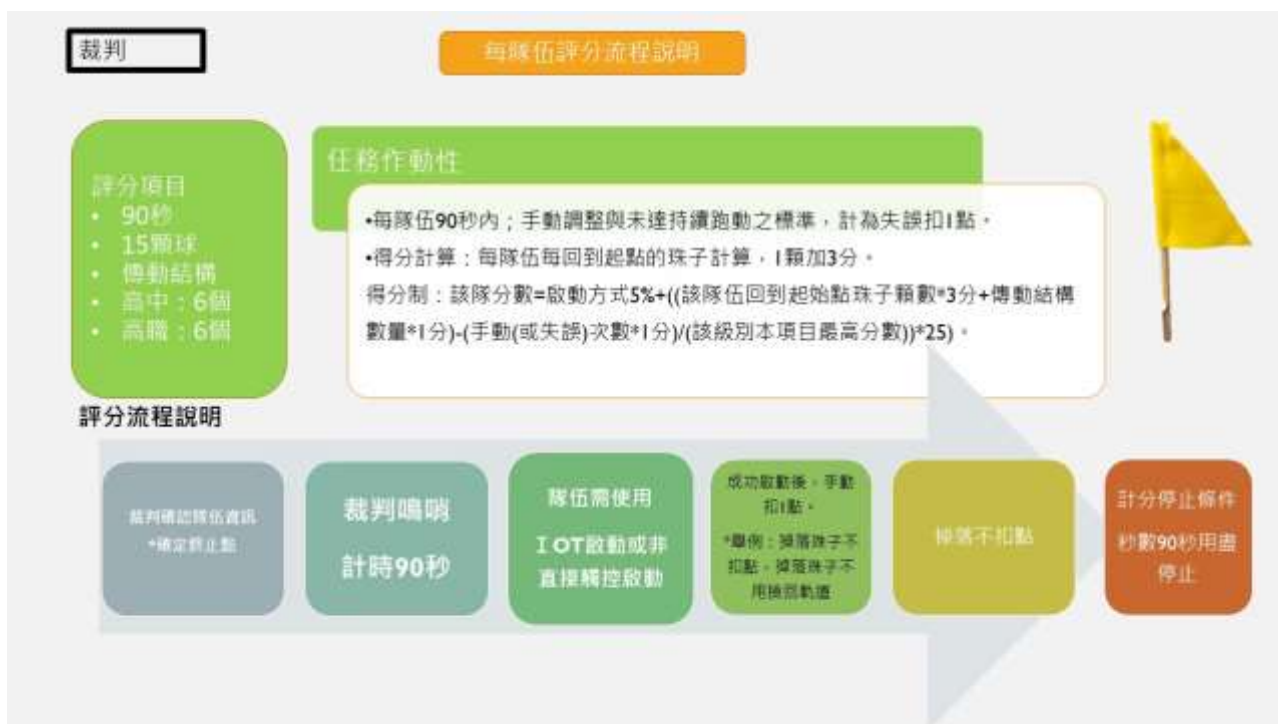 裁判
每隊伍評分流程說明
評分項目
• 90秒
• 15顆球
• 傳動結構
• 高中：6個
• 高職：6個
任務作動性
•每隊伍90秒內；手動調整與未達持續跑動之標準，計為失誤扣1點。
•得分計算：每隊伍每回到起點的珠子計算，1顆加3分。
得分制：該隊分數=啟動方式5%+((該隊伍回到起始點珠子顆數*3分+傳動結構
數量*1分)-(手動(或失誤)次數*1分)/(該級別本項目最高分數))*25)。
評分流程說明
裁判確認隊伍資訊
*確定終止點
裁判鳴哨
計時90秒
隊伍需使用
IOT啟動或非
直接觸控啟動
成功啟動後，手動
扣1點。
*舉例：掉落珠子不
扣點，掉落珠子不
用撿回軌道
掉落不扣點
計分停止條件
秒數90秒用盡
停止